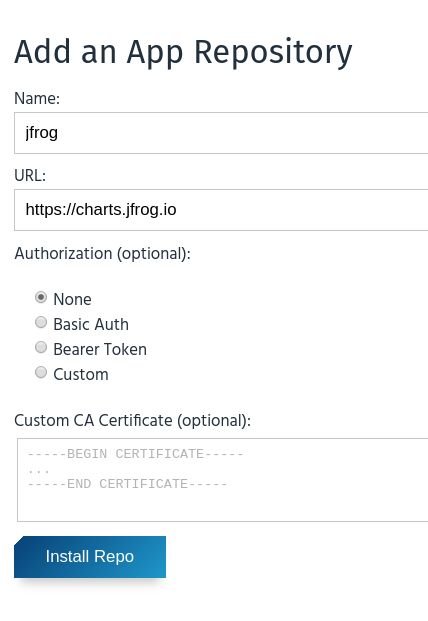 Add an App Repository
Name:
jfrog
URL:
https://charts.jfrog.io
Authorization (optional):
None
Basic Auth
Bearer Token
Custom
Custom CA Certificate (optional):
-----BEGIN CERTIFICATE-----
...
-----END CERTIFICATE-----
Install Repo